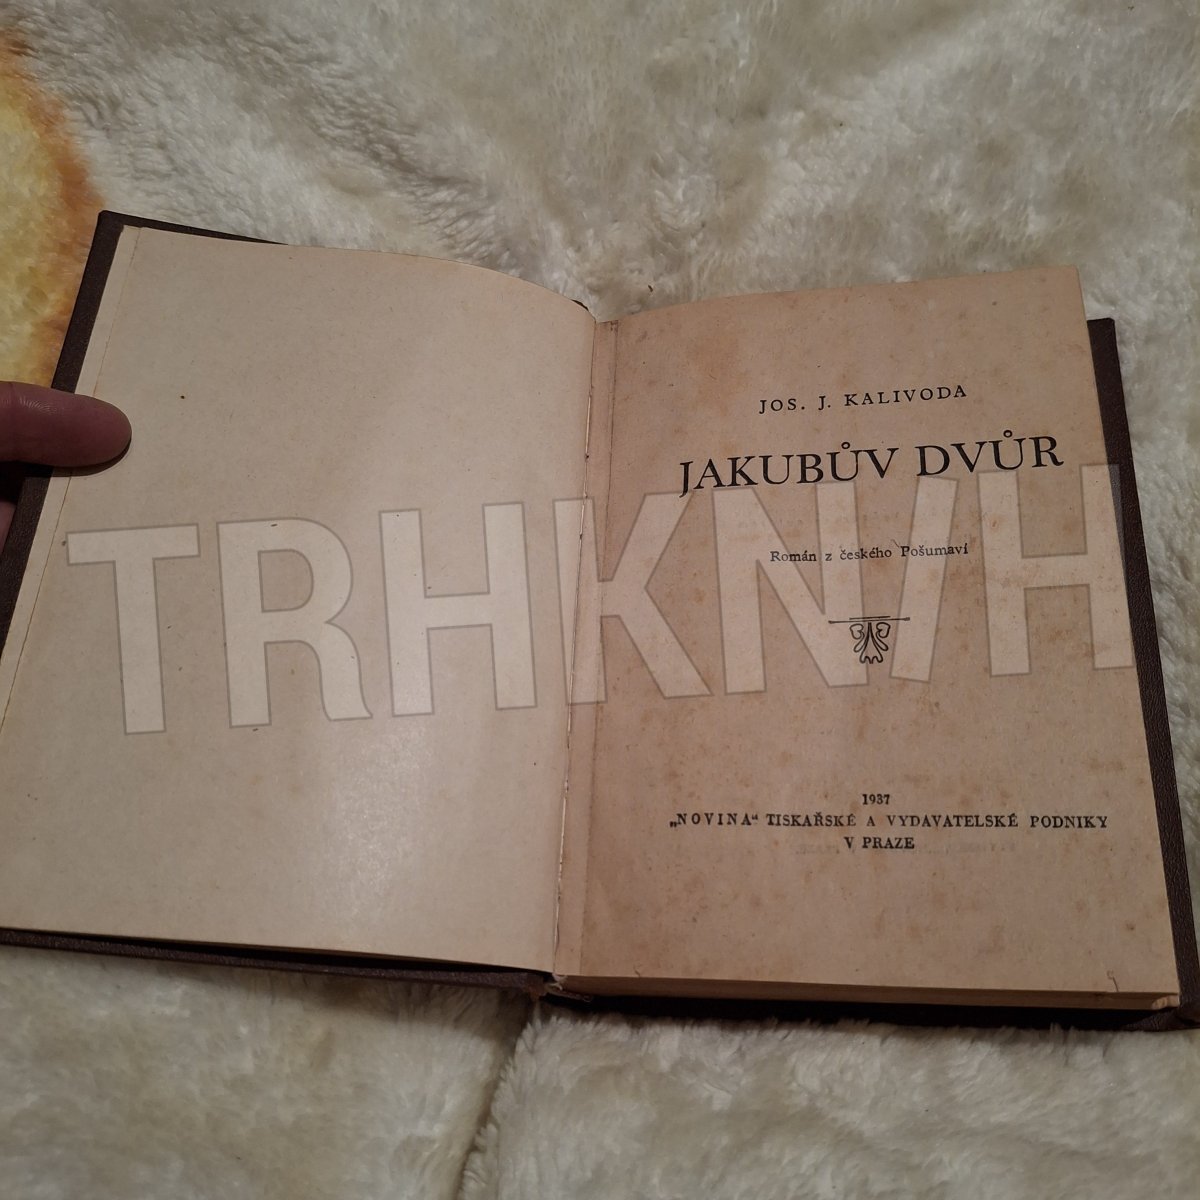 JOS. J. KALIVODA
JAKUBŮV DVŮR
Román z českého Pošumaví
TRHKNIH
1937
„NOVINA“ TISKAŘSKÉ A VYDAVATELSKÉ PODNIKY
V PRAZE